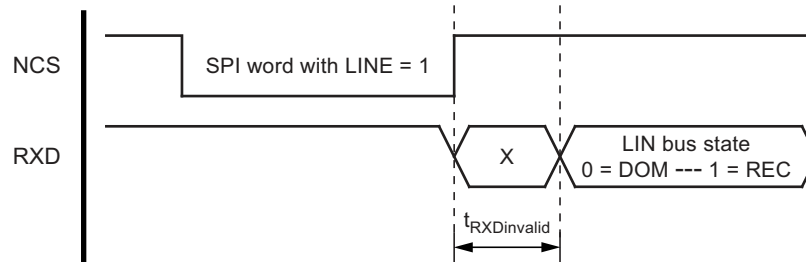 NCS
SPI word with LINE = 1
RXD
X
LIN bus state
0 = DOM --- 1 = REC
tRXDinvalid